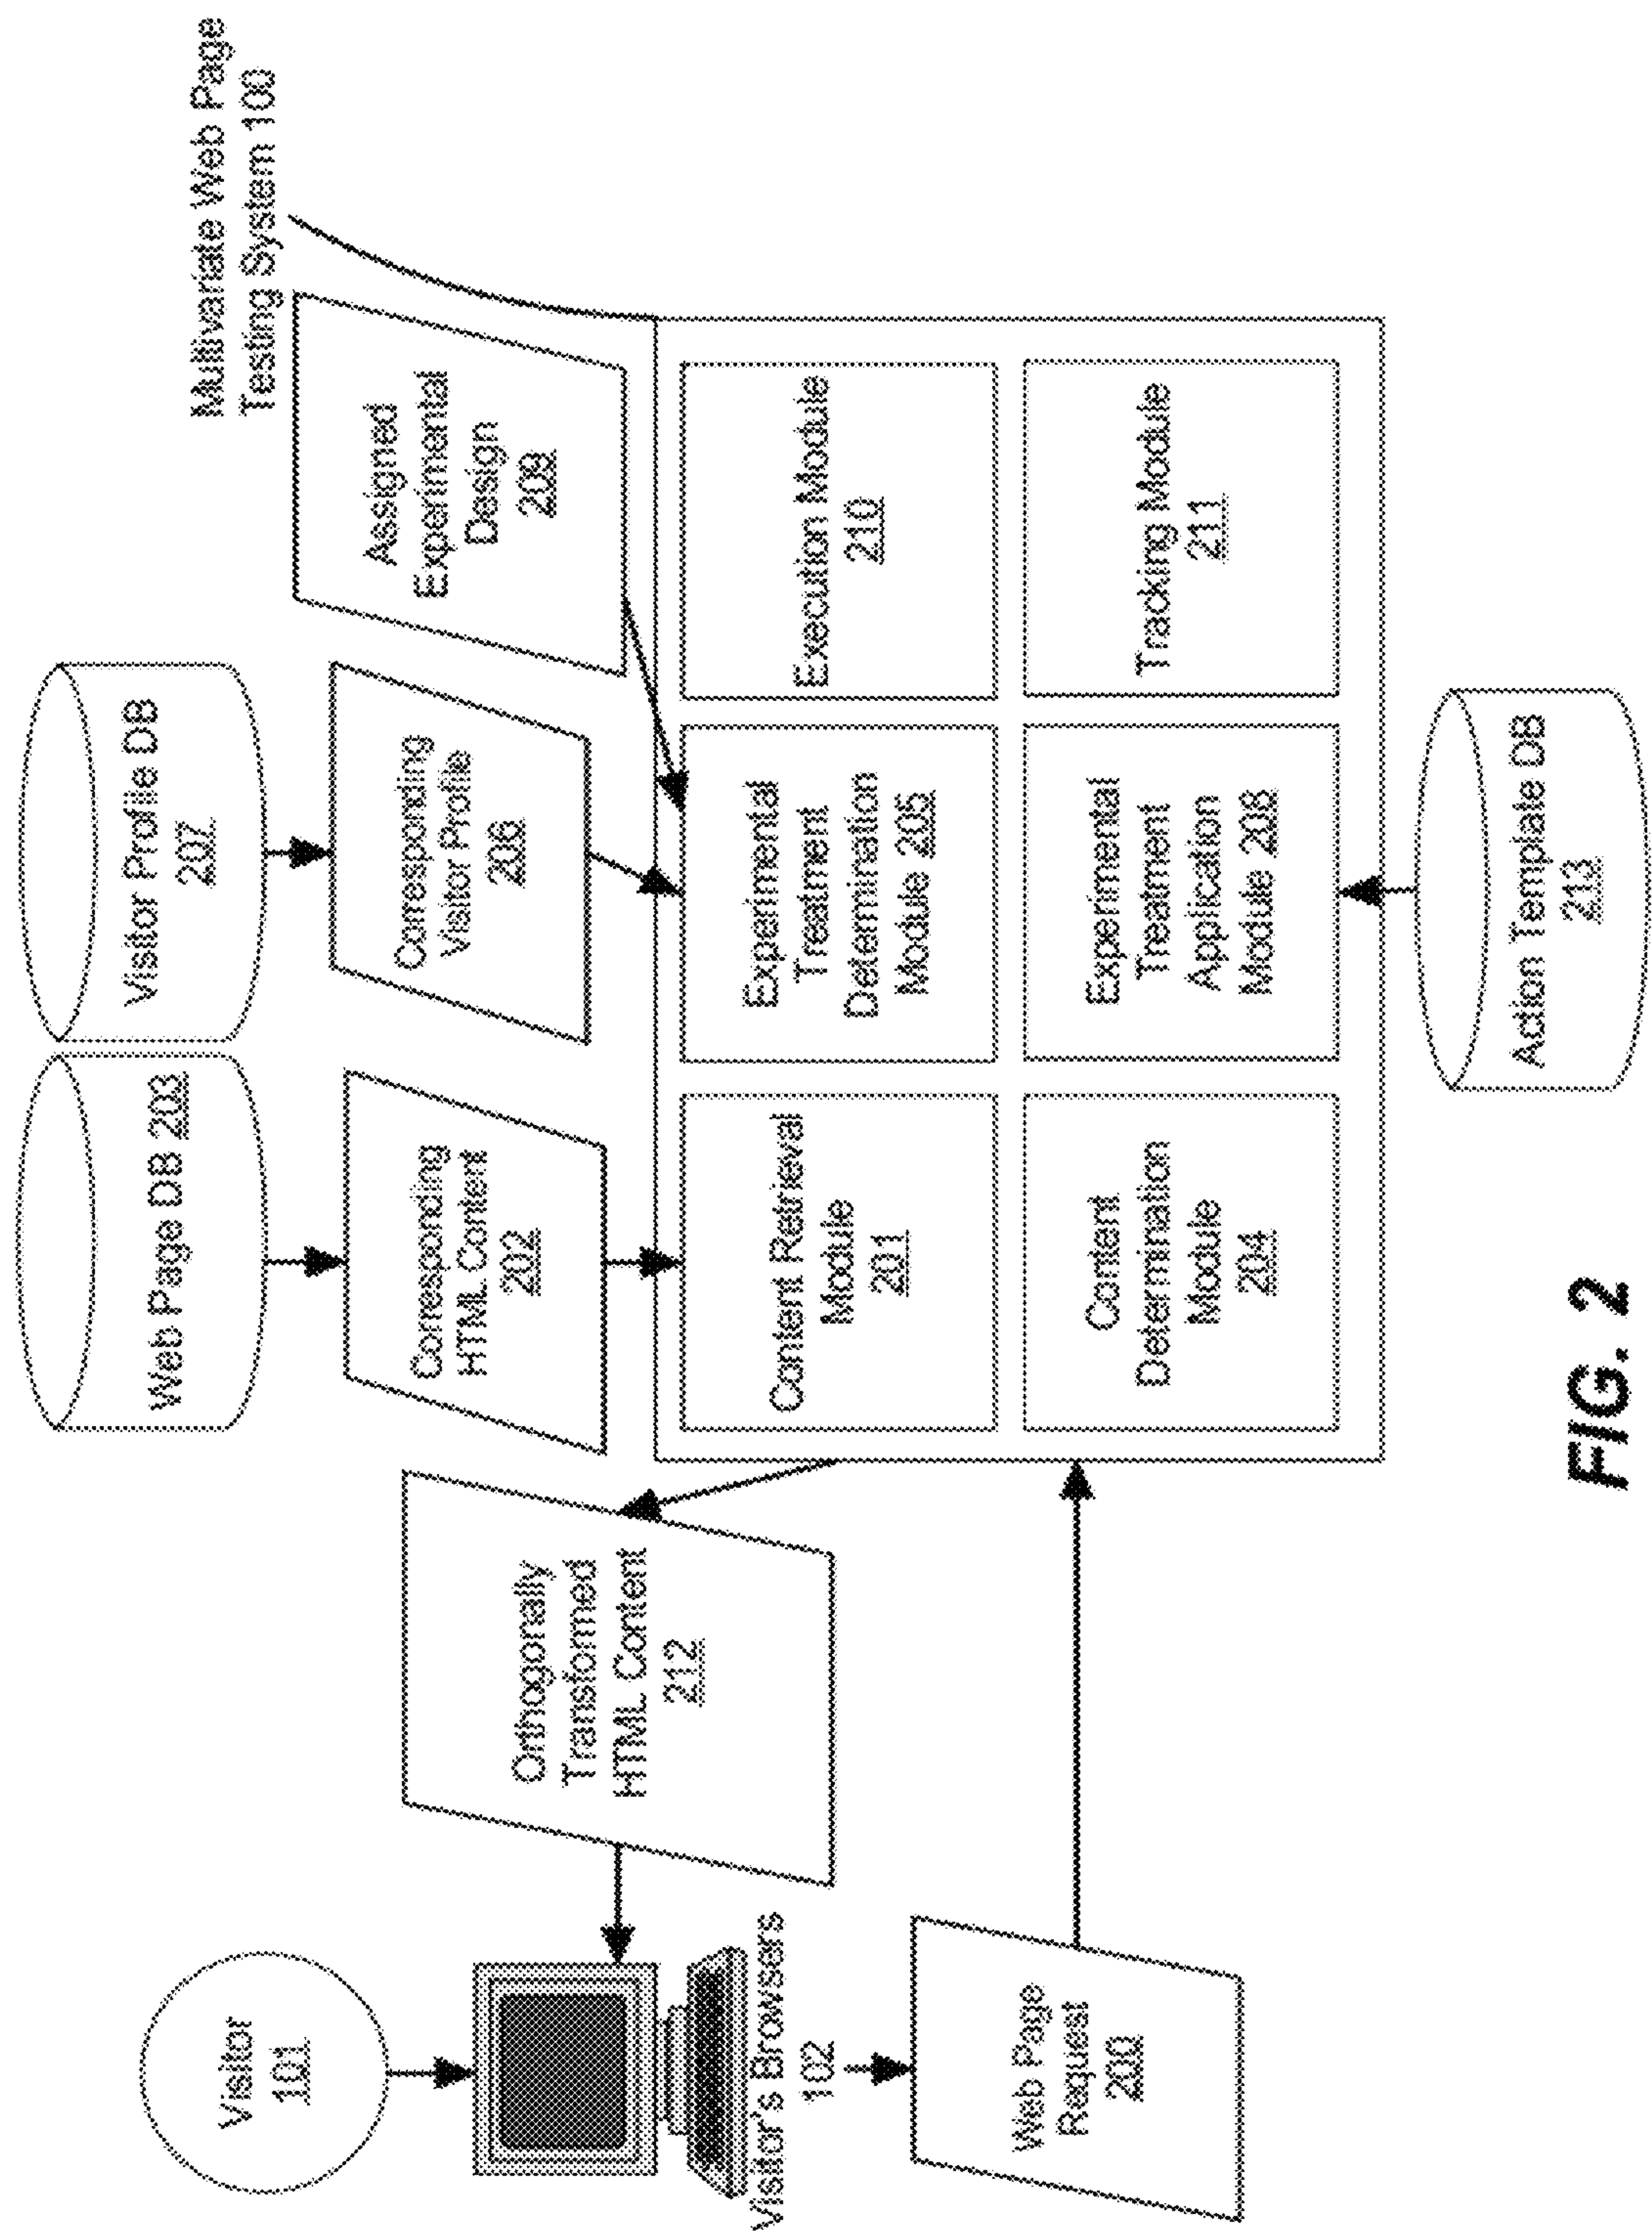 Multivariate Web Page
Testing System 100
Visitor
101
Visitor's Browsers
102
Web Page
Request
200
Orthogonally
Transformed
HTML Content
212
Web Page DB 203
Corresponding
HTML Content
202
Visitor Profile DB
207
Corresponding
Visitor Profile
206
Assigned
Experimental
Design
209
Content Retrieval
Module
201
Experimental
Treatment
Determination
Module 205
Execution Module
210
Content
Determination
Module
204
Experimental
Treatment
Application
Module 208
Tracking Module
211
Action Template DB
213
FIG. 2